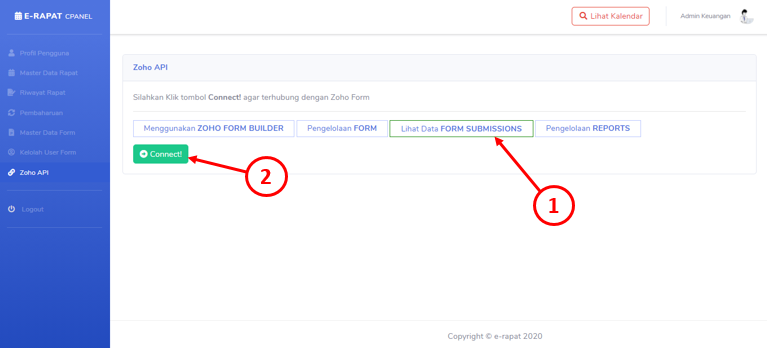 E-RAPAT CPANEL
Lihat Kalendar
Admin Keuangan
Profil Pengguna
Master Data Rapat
Riwayat Rapat
Pembaharuan
Master Data Form
Kelolah User Form
Zoho API
Logout
Zoho API
Silahkan Klik tombol Connect! agar terhubung dengan Zoho Form
Menggunakan ZOHO FORM BUILDER
Pengelolaan FORM
Lihat Data FORM SUBMISSIONS
Pengelolaan REPORTS
Connect!
2
1
Copyright © e-rapat 2020